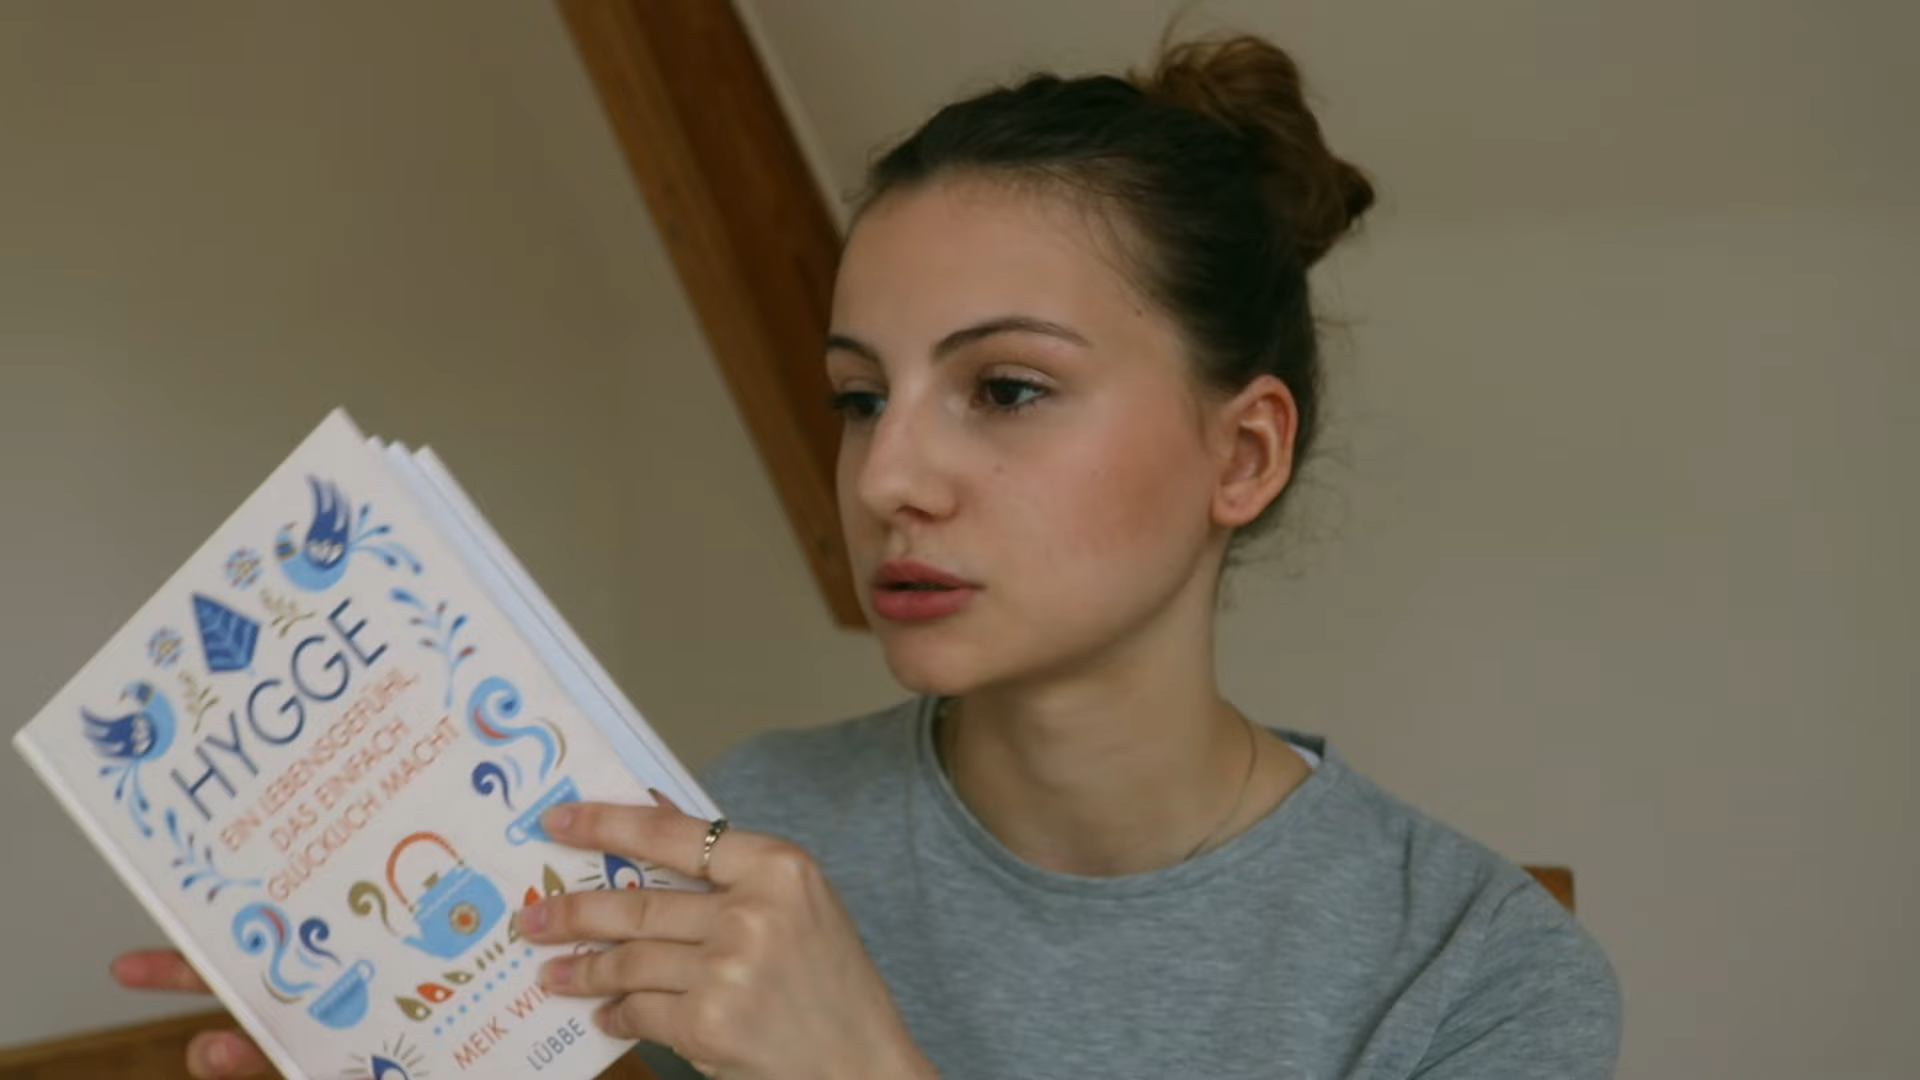 HYGGE
EIN LEBENSGEFÜHL,
DAS EINFACH
GLÜCKLICH MACHT
MEIK
LÜBBE